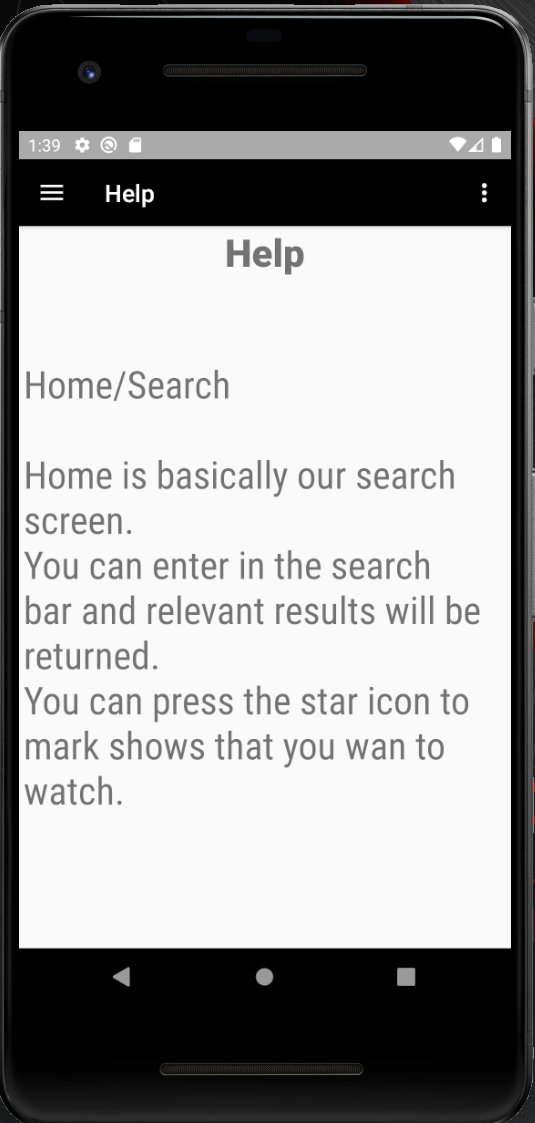 1:39
Help
Help
Home/Search
Home is basically our search
screen.
You can enter in the search
bar and relevant results will be
returned.
You can press the star icon to
mark shows that you wan to
watch.